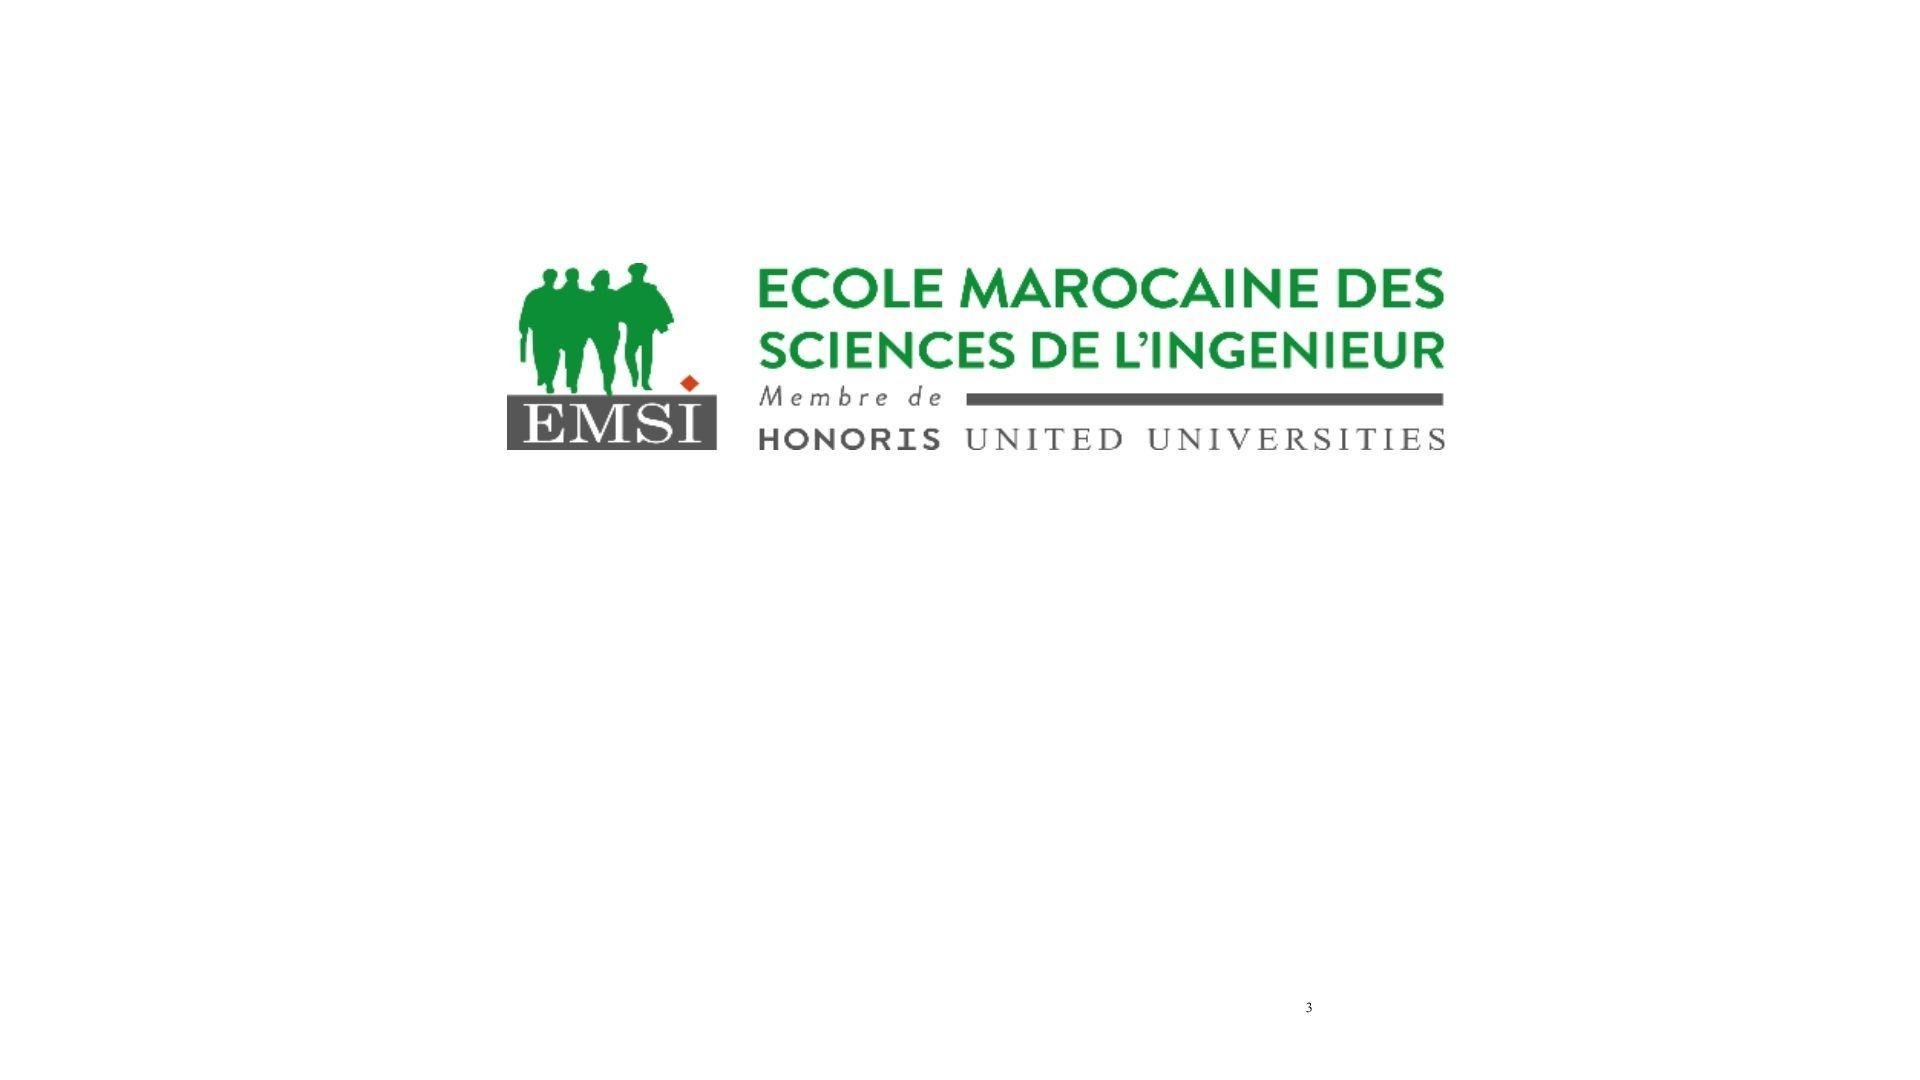 EMSI
ECOLE MAROCAINE DES
SCIENCES DE L’INGENIEUR
Membre de
HONORIS UNITED UNIVERSITIES
3